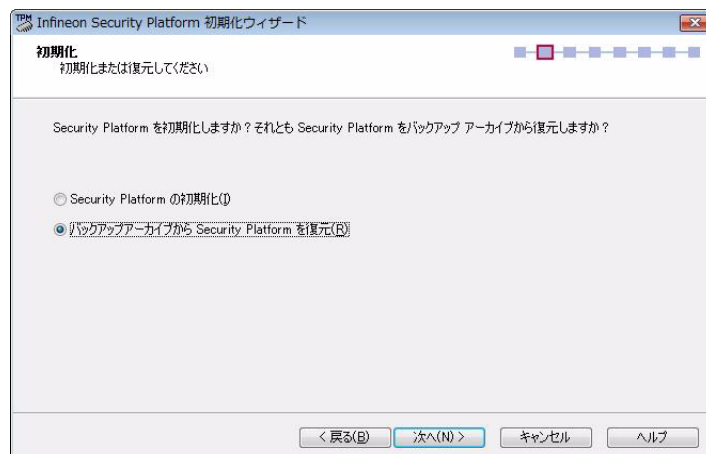 TPM Infineon Security Platform 初期化ウィザード
初期化
初期化または復元してください
Security Platform を初期化しますか？それとも Security Platform をバックアップ アーカイブから復元しますか？
Security Platform の初期化(I)
バックアップアーカイブから Security Platform を復元(R)
< 戻る(B)
次へ(N) >
キャンセル
ヘルプ